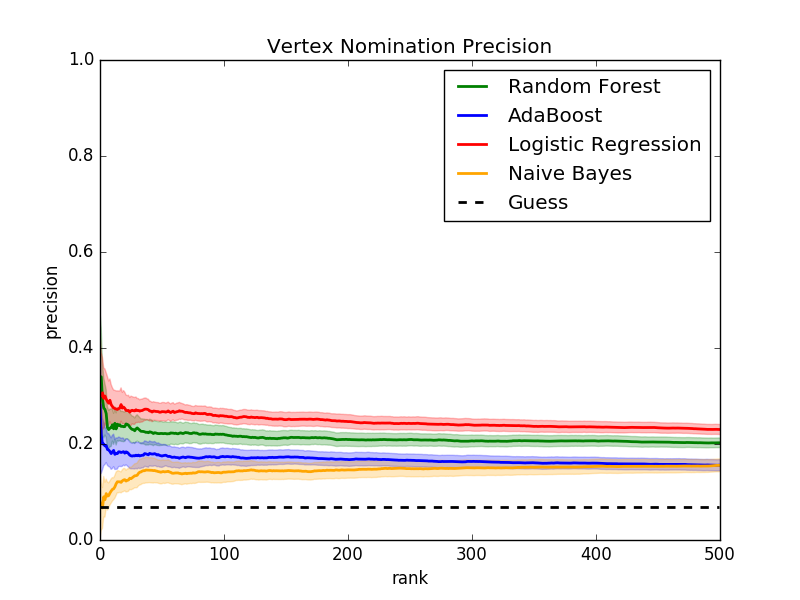 Vertex Nomination Precision
1.0
0.8
0.6
0.4
0.2
0.0
precision
Random Forest
AdaBoost
Logistic Regression
Naive Bayes
Guess
0 100 200 300 400 500
rank